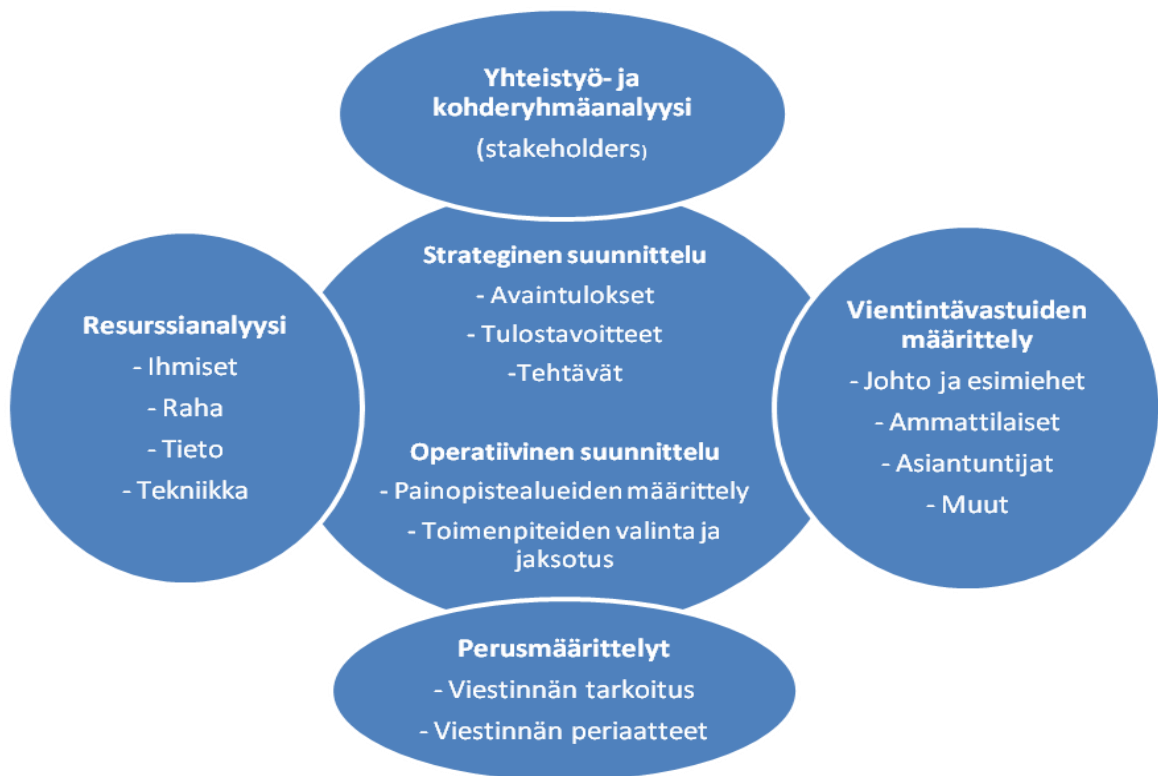 Yhteistyö- ja
kohderyhmäanalyysi
(stakeholders)
Strateginen suunnittelu
- Avaintulokset
- Tulostavoitteet
-Tehtävät
Operatiivinen suunnittelu
- Painopistealueiden määrittely
- Toimenpiteiden valinta ja
jaksotus
Resurssianalyysi
- Ihmiset
- Raha
- Tieto
- Tekniikka
Vientintävastuiden
määrittely
- Johto ja esimiehet
- Ammattilaiset
- Asiantuntijat
- Muut
Perusmäärittelyt
- Viestinnän tarkoitus
- Viestinnän periaatteet